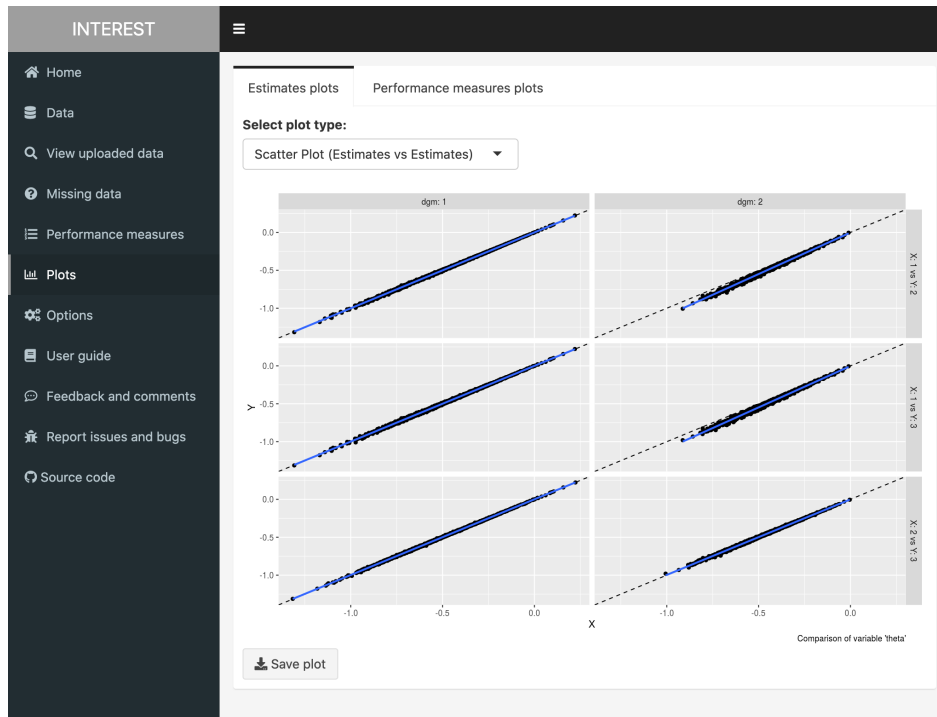 INTEREST
Home
Data
View uploaded data
Missing data
Performance measures
Plots
Options
User guide
Feedback and comments
Report issues and bugs
Source code
Estimates plots
Performance measures plots
Select plot type:
Scatter Plot (Estimates vs Estimates)
dgm: 1
dgm: 2
0.0
-0.5
-1.0
X: 1 vs Y: 2
0.0
-0.5
-1.0
X: 1 vs Y: 3
0.0
-0.5
-1.0
X: 2 vs Y: 3
Y
-1.0
-0.5
0.0
-1.0
-0.5
0.0
X
Comparison of variable 'theta'
Save plot